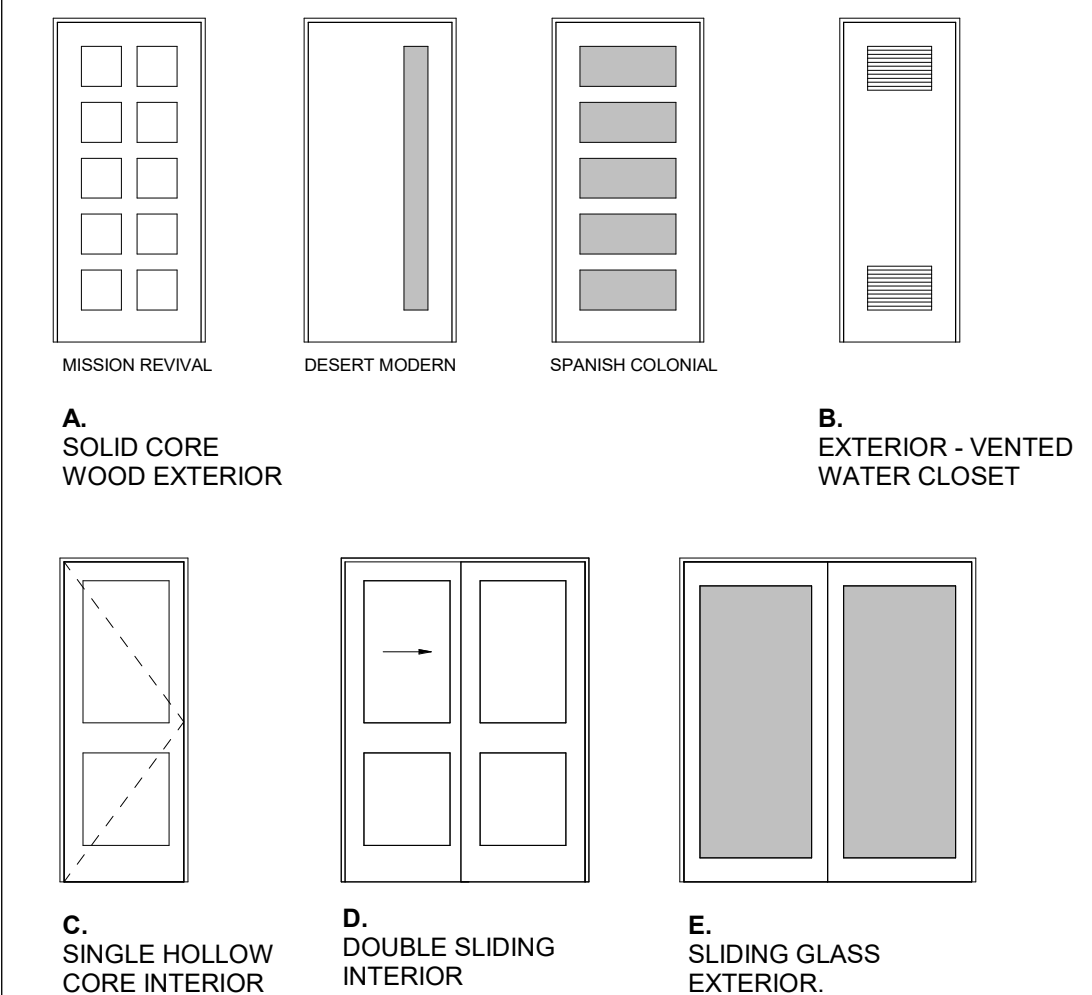 MISSION REVIVAL
DESERT MODERN
SPANISH COLONIAL
A.
SOLID CORE
WOOD EXTERIOR
B.
EXTERIOR - VENTED
WATER CLOSET
C.
SINGLE HOLLOW
CORE INTERIOR
D.
DOUBLE SLIDING
INTERIOR
E.
SLIDING GLASS
EXTERIOR.